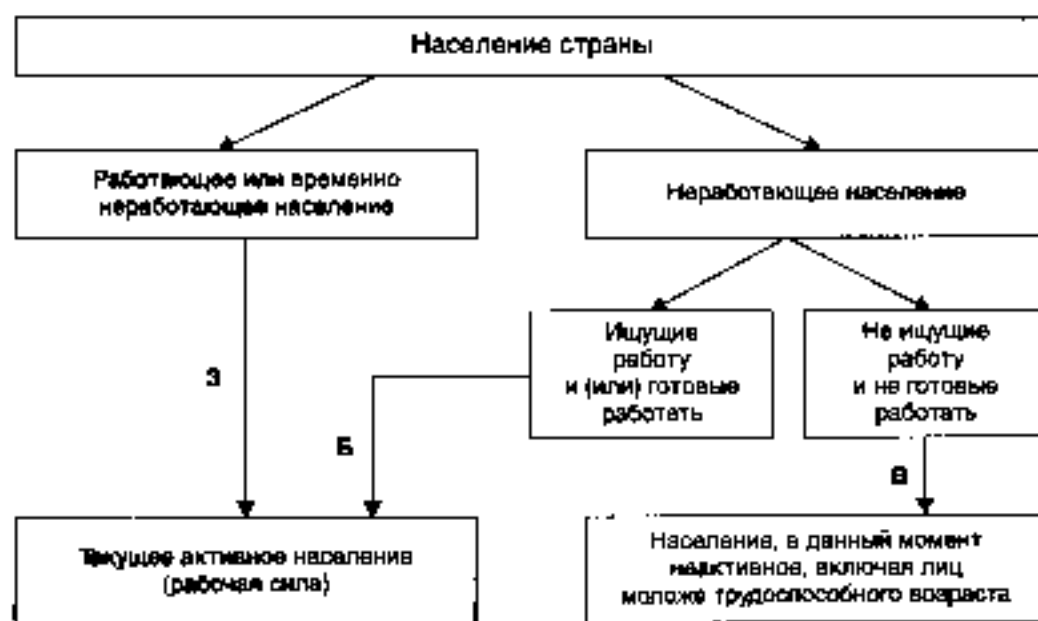 Население страны
Работающее или временно
неработающее население
Неработающее население
Ищущие
работу
и (или) готовые
работать
Не ищущие
работу
и не готовые
работать
З
Б
В
Текущее активное население
(рабочая сила)
Население, в данный момент
неактивное, включая лиц
моложе трудоспособного возраста